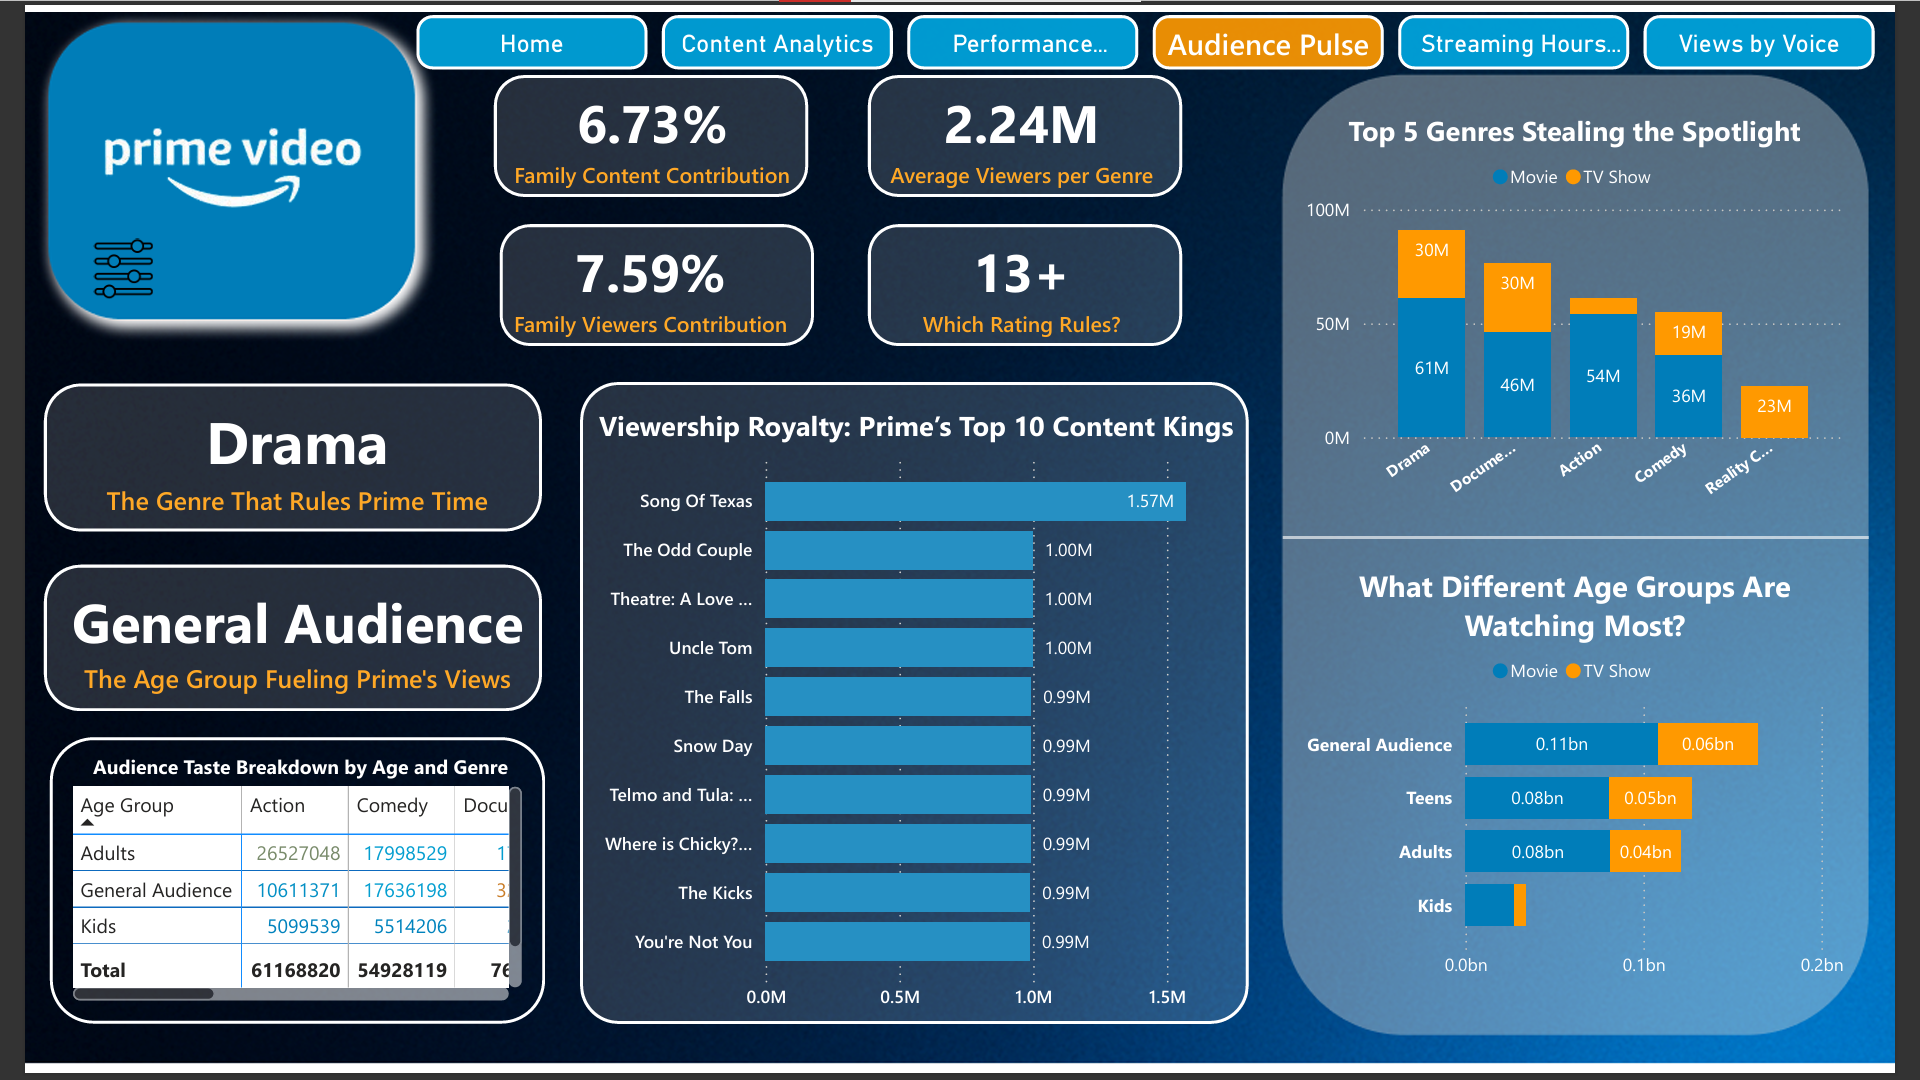 Home
Content Analytics
Performance...
Audience Pulse
Streaming Hours...
Views by Voice
prime video
6.73%
Family Content Contribution
2.24M
Average Viewers per Genre
7.59%
Family Viewers Contribution
13+
Which Rating Rules?
Drama
The Genre That Rules Prime Time
General Audience
The Age Group Fueling Prime's Views
Audience Taste Breakdown by Age and Genre
Age Group Action Comedy Docu
Adults 26527048 17998529
General Audience 10611371 17636198
Kids 5099539 5514206
Total 61168820 54928119 76
Viewership Royalty: Prime’s Top 10 Content Kings
Song Of Texas 1.57M
The Odd Couple 1.00M
Theatre: A Love ... 1.00M
Uncle Tom 1.00M
The Falls 0.99M
Snow Day 0.99M
Telmo and Tula: ... 0.99M
Where is Chicky?... 0.99M
The Kicks 0.99M
You're Not You 0.99M
0.0M 0.5M 1.0M 1.5M
Top 5 Genres Stealing the Spotlight
Movie TV Show
100M
50M
0M
30M
61M
30M
46M
54M
19M
36M
23M
Drama
Docume...
Action
Comedy
Reality C...
What Different Age Groups Are
Watching Most?
Movie TV Show
General Audience 0.11bn 0.06bn
Teens 0.08bn 0.05bn
Adults 0.08bn 0.04bn
Kids
0.0bn 0.1bn 0.2bn